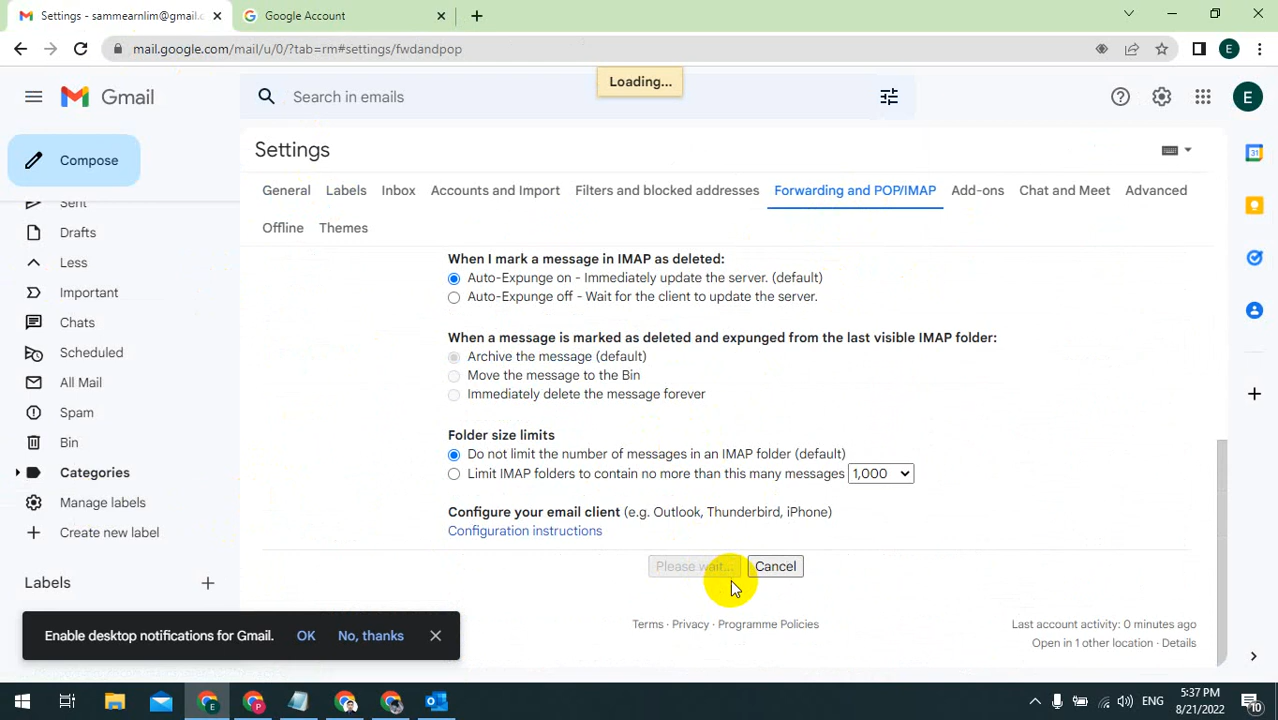 Settings - sammearnlim@gmail.c
Google Account
mail.google.com/mail/u/0/?tab=rm#settings/fwdandpop
E
Loading...
Gmail
Search in emails
E
Compose
Settings
31
General
Labels
Inbox
Accounts and Import
Filters and blocked addresses
Forwarding and POP/IMAP
Add-ons
Chat and Meet
Advanced
Offline
Themes
Sent
Drafts
Less
Important
Chats
Scheduled
All Mail
Spam
Bin
Categories
Manage labels
Create new label
Labels
When I mark a message in IMAP as deleted:
Auto-Expunge on - Immediately update the server. (default)
Auto-Expunge off - Wait for the client to update the server.
When a message is marked as deleted and expunged from the last visible IMAP folder:
Archive the message (default)
Move the message to the Bin
Immediately delete the message forever
Folder size limits
Do not limit the number of messages in an IMAP folder (default)
Limit IMAP folders to contain no more than this many messages 1,000
Configure your email client (e.g. Outlook, Thunderbird, iPhone)
Configuration instructions
Please wait...
Cancel
Terms · Privacy · Programme Policies
Last account activity: 0 minutes ago
Open in 1 other location · Details
Enable desktop notifications for Gmail.
OK
No, thanks
ENG
5:37 PM
8/21/2022
10